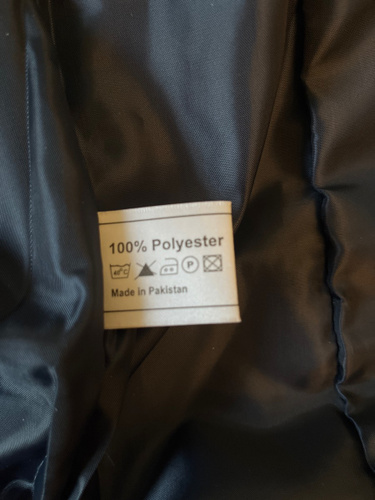 100% Polyester
P
Made in Pakistan